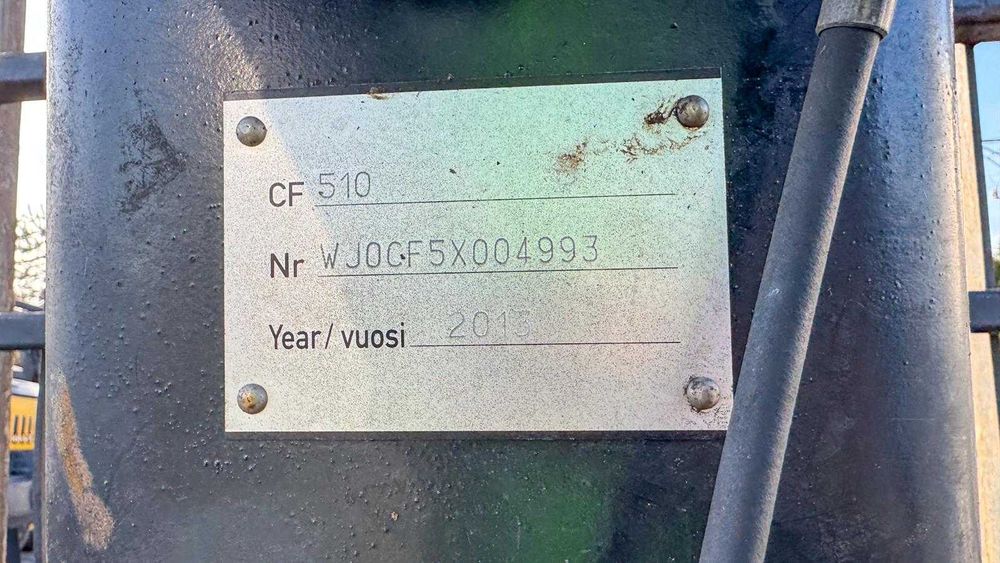 CF 510
Nr WJ0CF5X004993
Year/ vuosi 2013